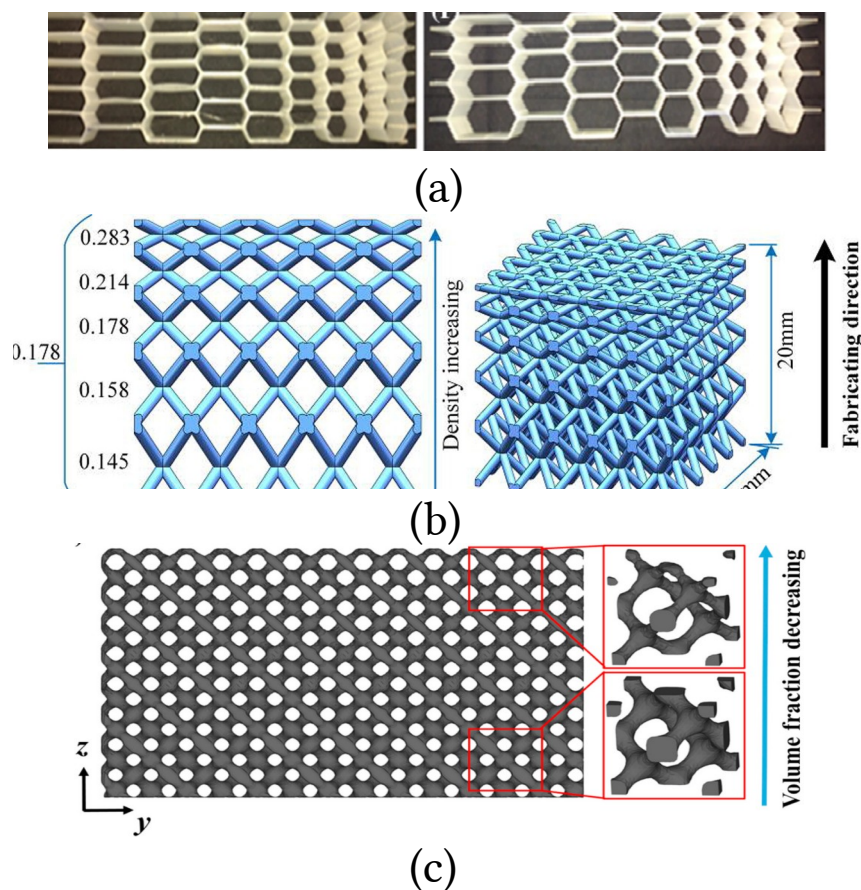 (a)
0.283
0.214
0.178
0.178
0.158
0.145
Density increasing
20mm
mm
Fabricating direction
(b)
Volume fraction decreasing
z
y
(c)